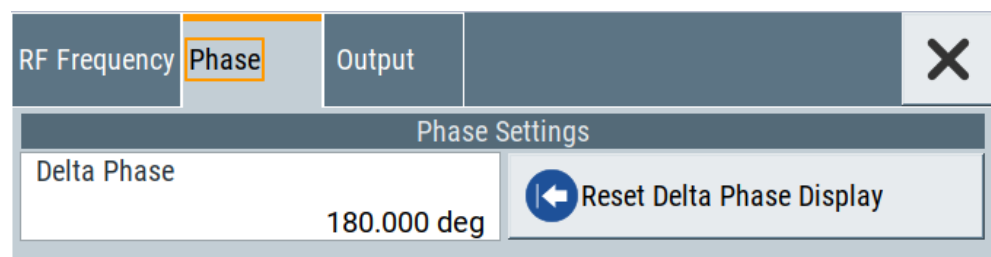 RF Frequency Phase Output
Phase Settings
Delta Phase
180.000 deg
Reset Delta Phase Display